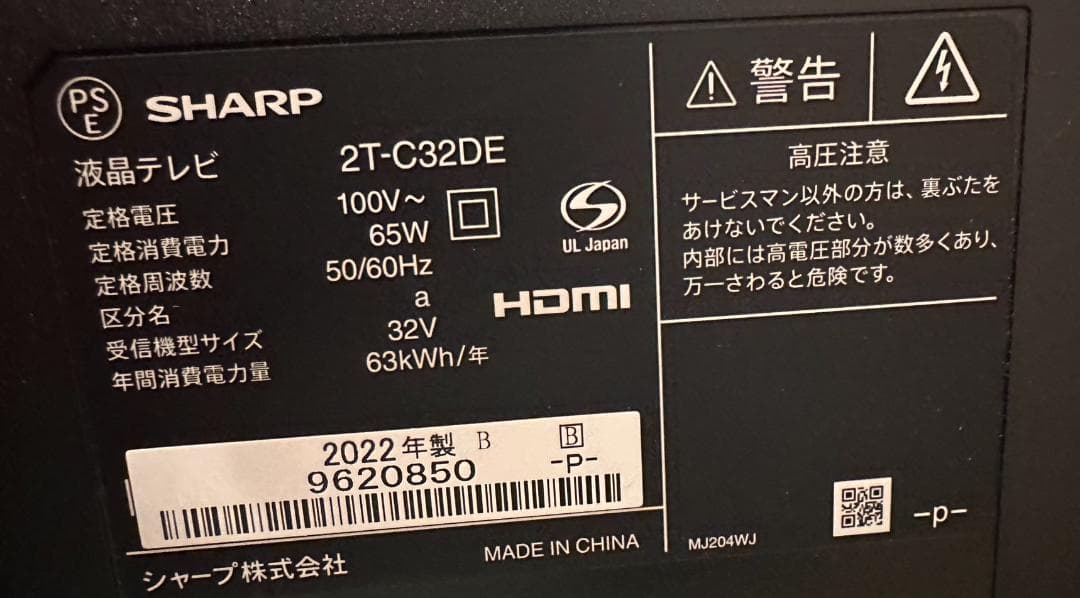 PSE SHARP
液晶テレビ 2T-C32DE
定格電圧 100V～
定格消費電力 65W
定格周波数 50/60Hz
区分名 a
受信機型サイズ 32V
年間消費電力量 63kWh/年
UL Japan
HDMI
2022年製 B B
9620850 -P-
シャープ株式会社 MADE IN CHINA
警告
高圧注意
サービスマン以外の方は、裏ぶたを
あけないでください。
内部には高電圧部分が数多くあり、
万一さわると危険です。
MJ204WJ -p-